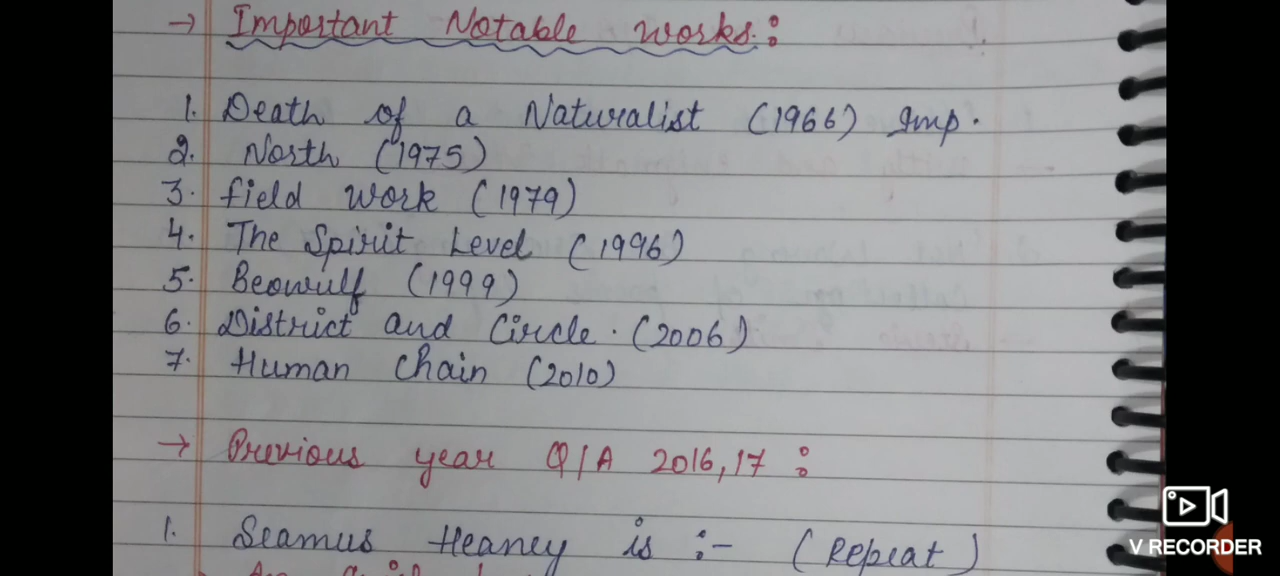 → Important Notable works:
1. Death of a Naturalist (1966) Imp.
2. North (1975)
3. field work (1979)
4. The Spirit Level (1996)
5. Beowulf (1999)
6. District and Circle. (2006)
7. Human Chain (2010)
→ Previous year Q/A 2016,17 :
1. Seamus Heaney is :- (Repeat)
V RECORDER